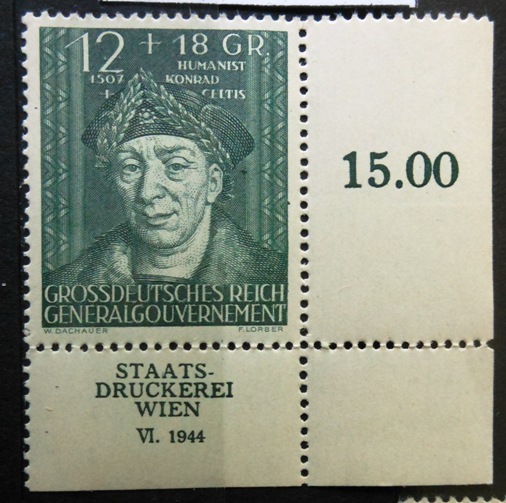 12 + 18 GR.
HUMANIST
1507 KONRAD
+ CELTIS
15.00
GROSSDEUTSCHES REICH
GENERALGOUVERNEMENT
W. DACHAUER F. LORBER
STAATS-
DRUCKEREI
WIEN
VI. 1944